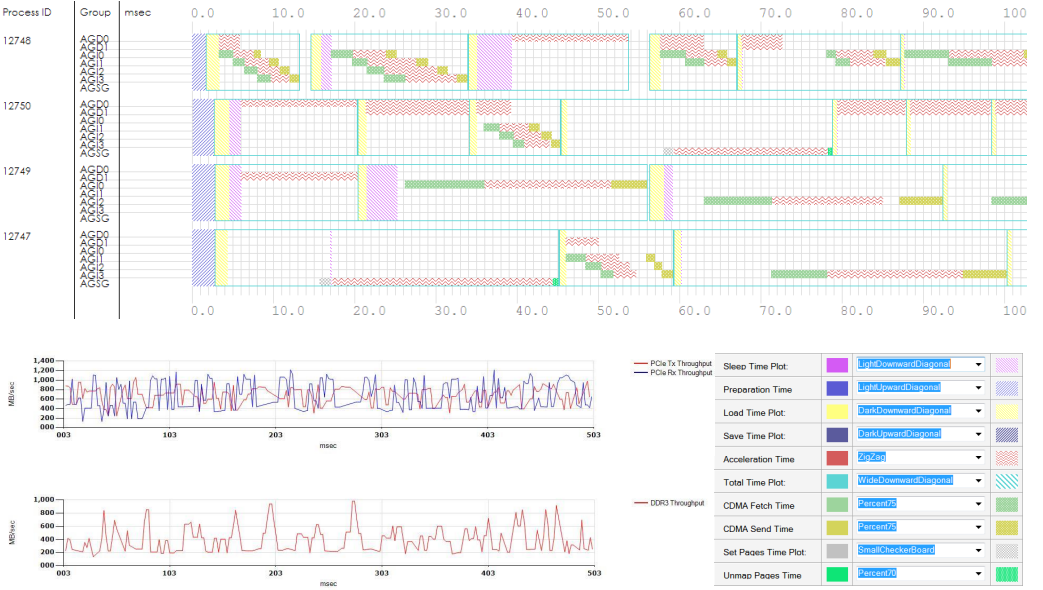 Process ID Group msec 0.0 10.0 20.0 30.0 40.0 50.0 60.0 70.0 80.0 90.0 100
12748
AGD0
AGD1
AGI0
AGI1
AGI2
AGI3
AGSG
12750
AGD0
AGD1
AGI0
AGI1
AGI2
AGI3
AGSG
12749
AGD0
AGD1
AGI0
AGI1
AGI2
AGI3
AGSG
12747
AGD0
AGD1
AGI0
AGI1
AGI2
AGI3
AGSG
0.0 10.0 20.0 30.0 40.0 50.0 60.0 70.0 80.0 90.0 100
MB/sec
1,400
1,200
1,000
800
600
400
200
000
003 103 203 303 403 503
msec
PCIe Tx Throughput
PCIe Rx Throughput
MB/sec
1,000
800
600
400
200
000
003 103 203 303 403 503
msec
DDR3 Throughput
Sleep Time Plot: LightDownwardDiagonal
Preparation Time LightUpwardDiagonal
Load Time Plot: DarkDownwardDiagonal
Save Time Plot: DarkUpwardDiagonal
Acceleration Time ZigZag
Total Time Plot: WideDownwardDiagonal
CDMA Fetch Time Percent75
CDMA Send Time Percent75
Set Pages Time Plot: SmallCheckerBoard
Unmap Pages Time Percent70